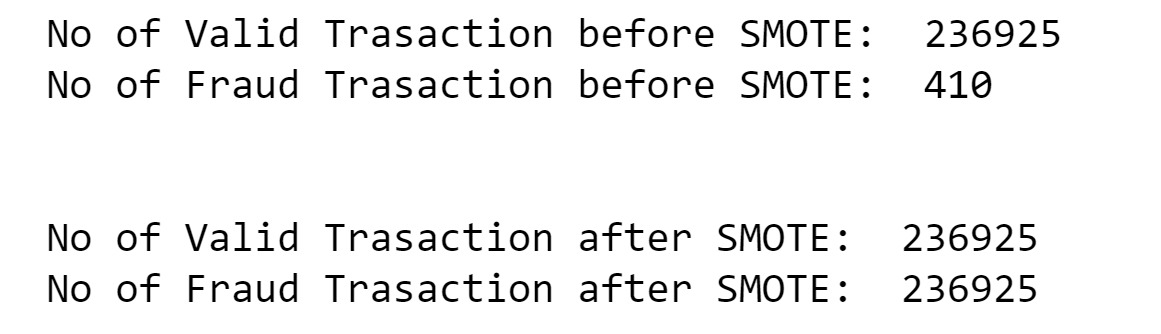 No of Valid Trasaction before SMOTE:  236925
No of Fraud Trasaction before SMOTE:  410
No of Valid Trasaction after SMOTE:  236925
No of Fraud Trasaction after SMOTE:  236925